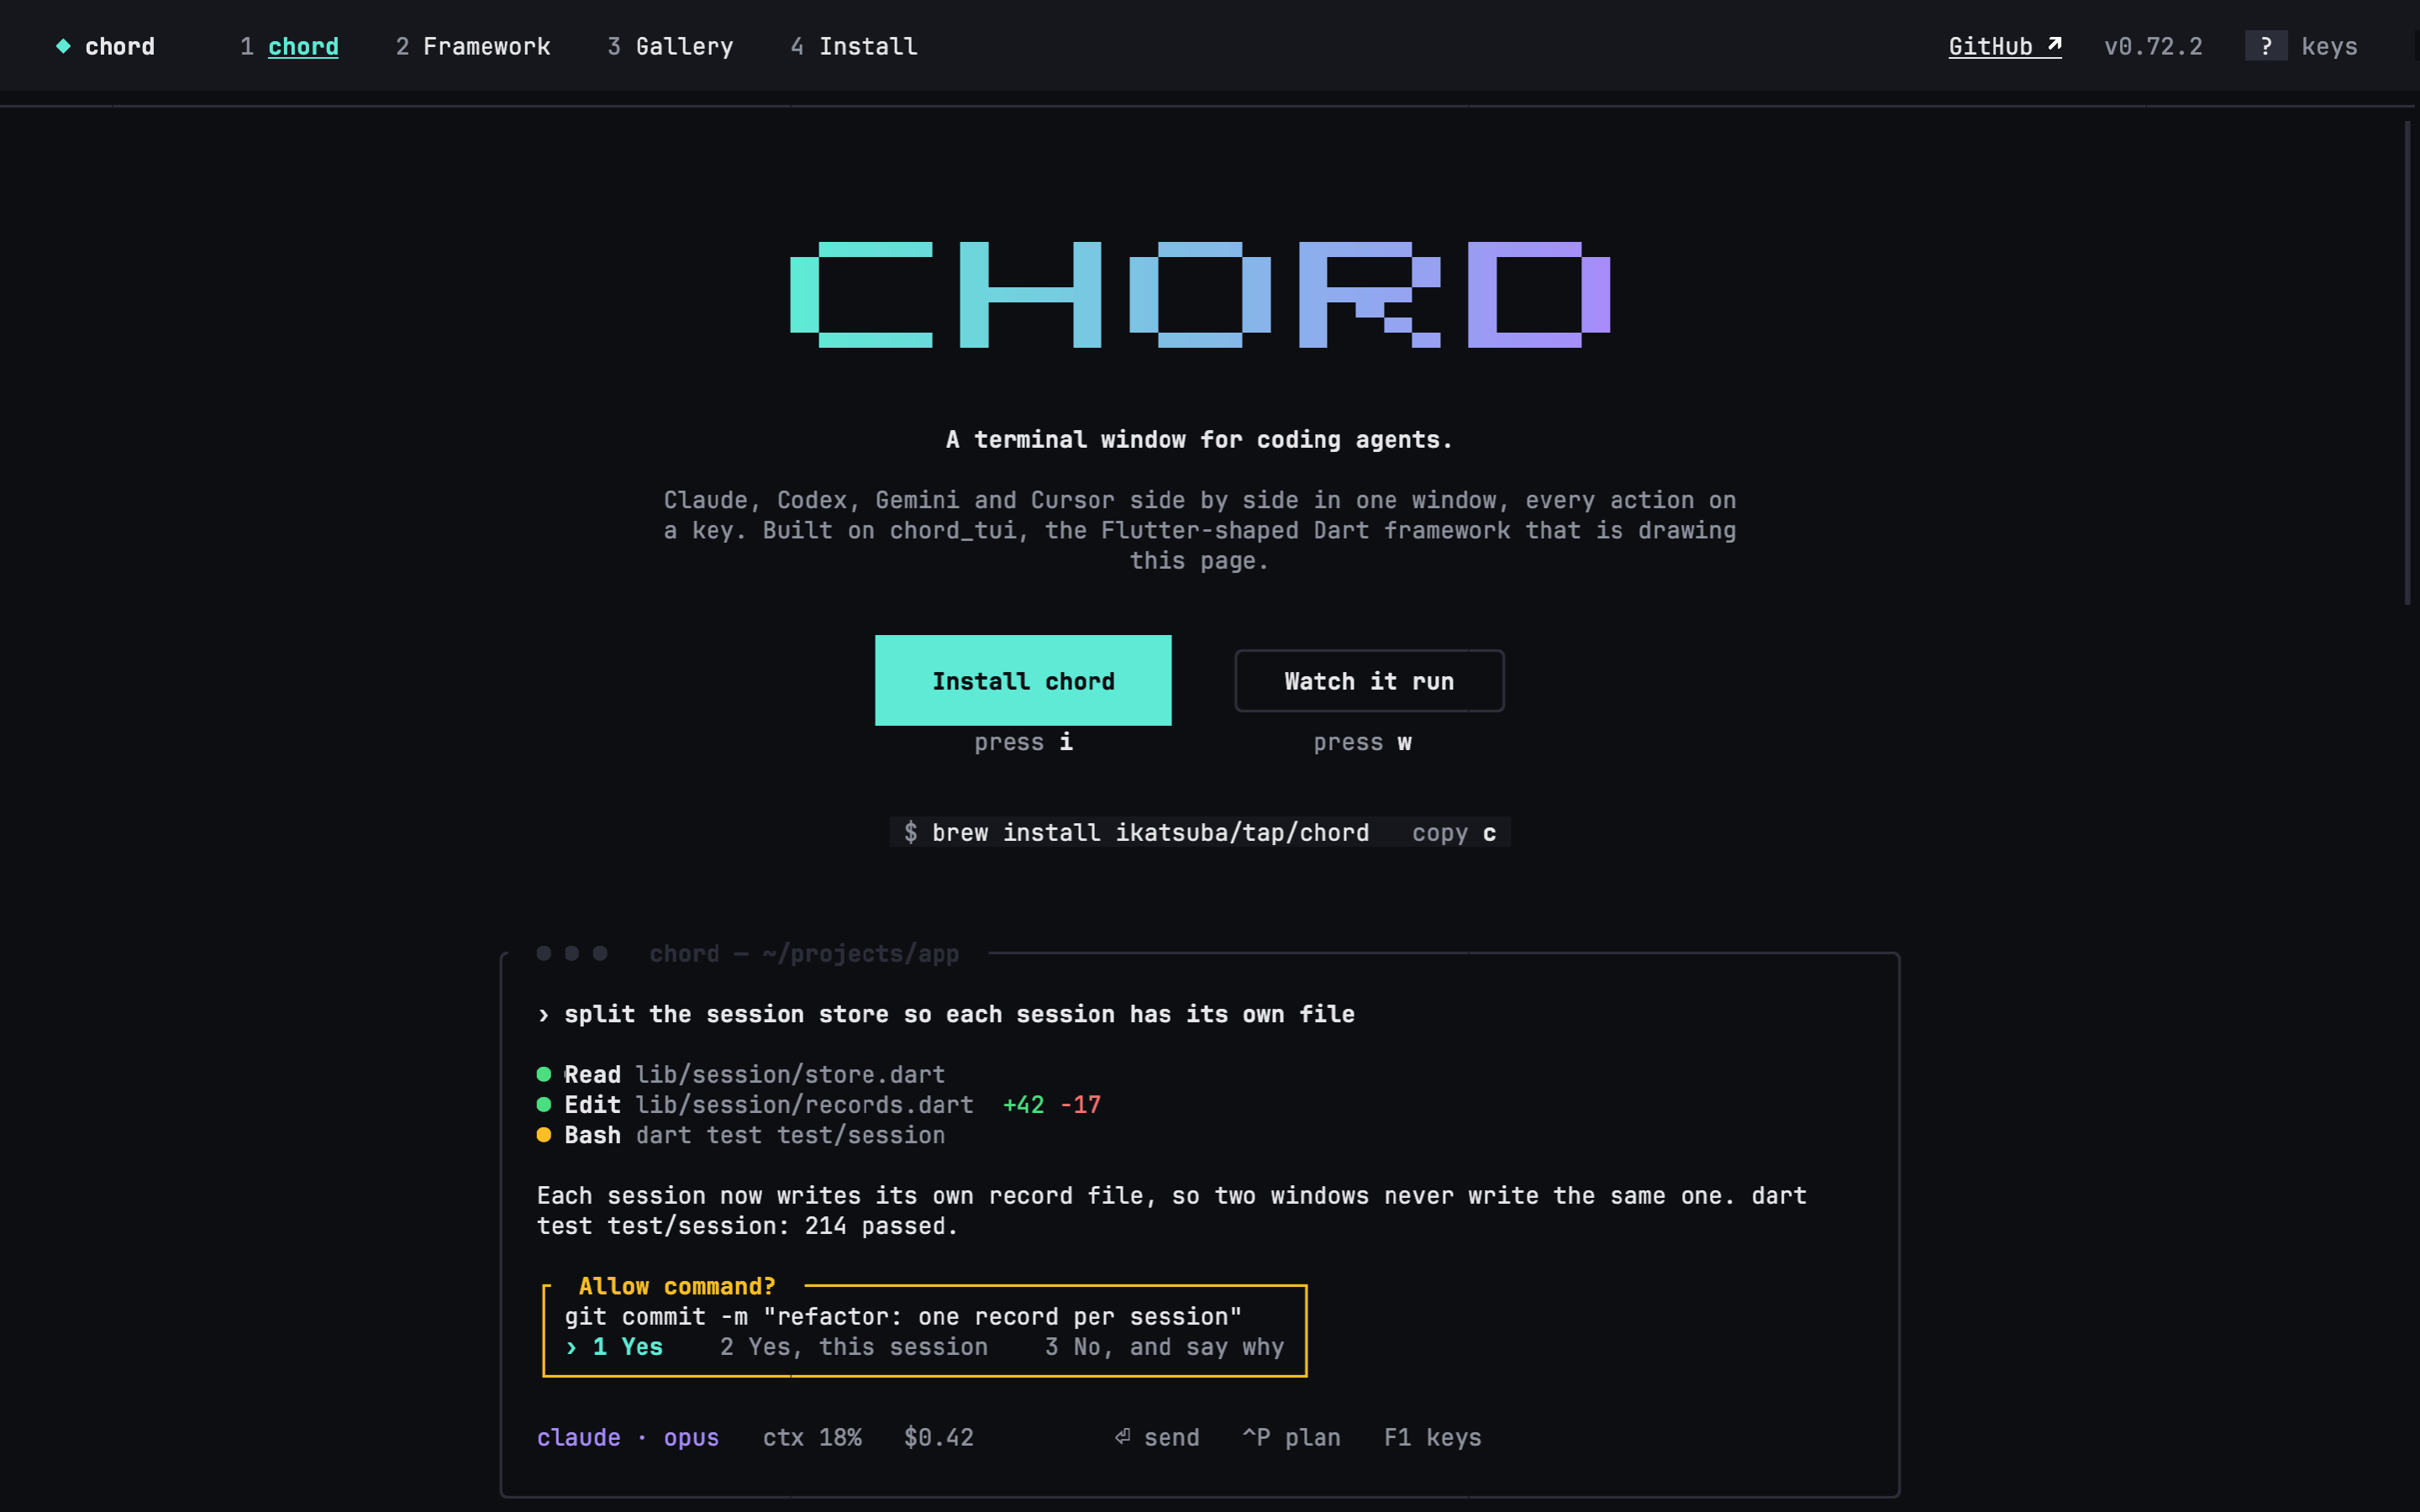 ◆ chord 1 chord 2 Framework 3 Gallery 4 Install GitHub ↗ v0.72.2 ? keys
CHORD
A terminal window for coding agents.
Claude, Codex, Gemini and Cursor side by side in one window, every action on
a key. Built on chord_tui, the Flutter-shaped Dart framework that is drawing
this page.
Install chord Watch it run
press i press w
$ brew install ikatsuba/tap/chord copy c
chord — ~/projects/app
› split the session store so each session has its own file
● Read lib/session/store.dart
● Edit lib/session/records.dart +42 -17
● Bash dart test test/session
Each session now writes its own record file, so two windows never write the same one. dart
test test/session: 214 passed.
Allow command?
git commit -m "refactor: one record per session"
› 1 Yes 2 Yes, this session 3 No, and say why
claude · opus ctx 18% $0.42 ⏎ send ^P plan F1 keys